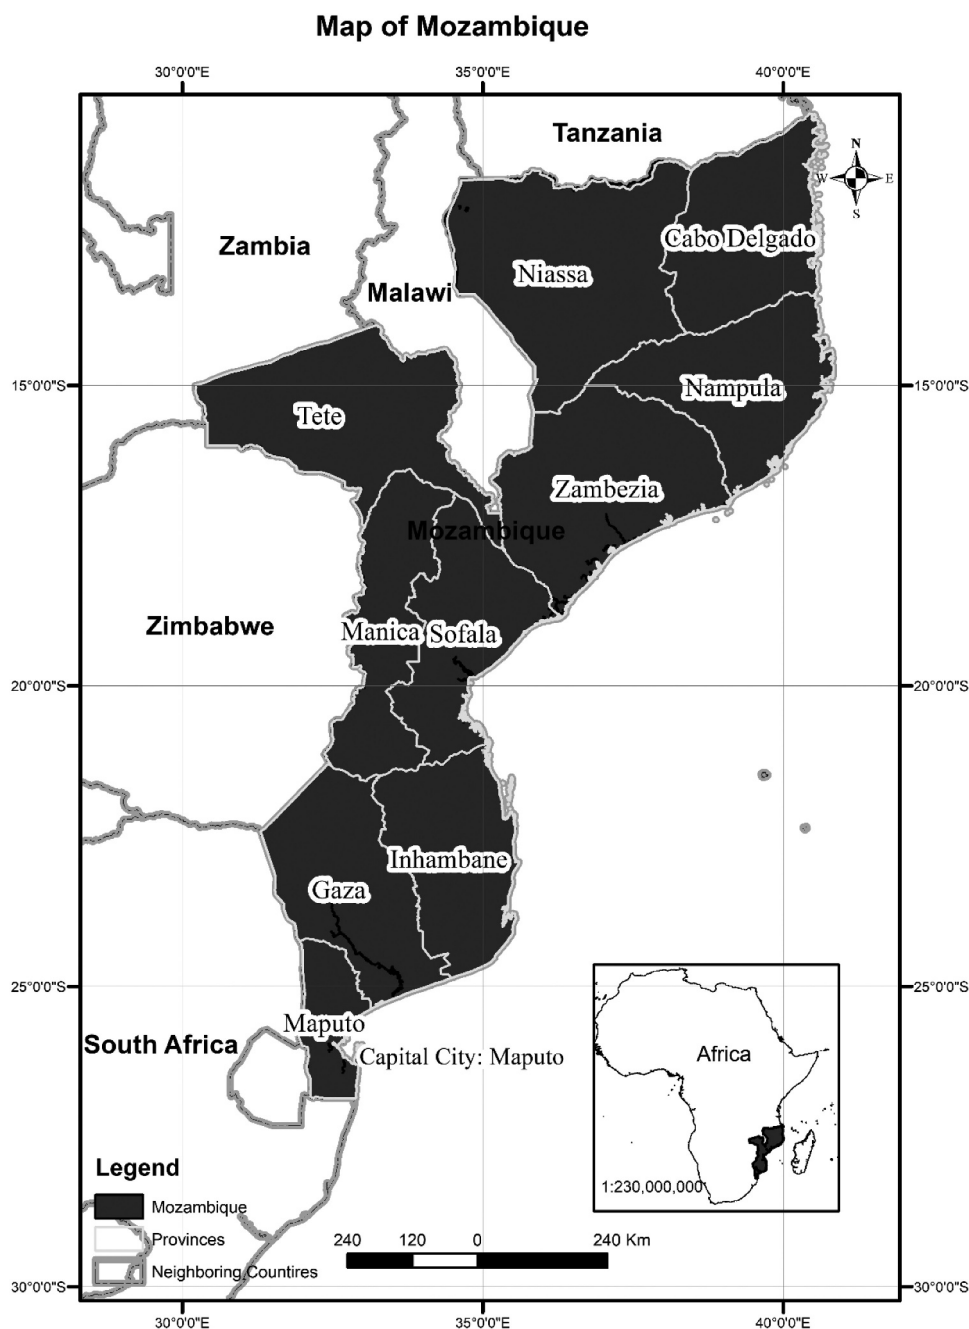 Map of Mozambique
30°0'0"E 35°0'0"E 40°0'0"E
Tanzania
N
W E
S
Zambia
Cabo Delgado
Niassa
Malawi
15°0'0"S 15°0'0"S
Nampula
Tete
Zambezia
Mozambique
Zimbabwe
Manica Sofala
20°0'0"S 20°0'0"S
Inhambane
Gaza
25°0'0"S 25°0'0"S
Maputo
South Africa
Capital City: Maputo
Africa
1:230,000,000
Legend
Mozambique
Provinces
Neighboring Countires
240 120 0 240 Km
30°0'0"S 30°0'0"S
30°0'0"E 35°0'0"E 40°0'0"E